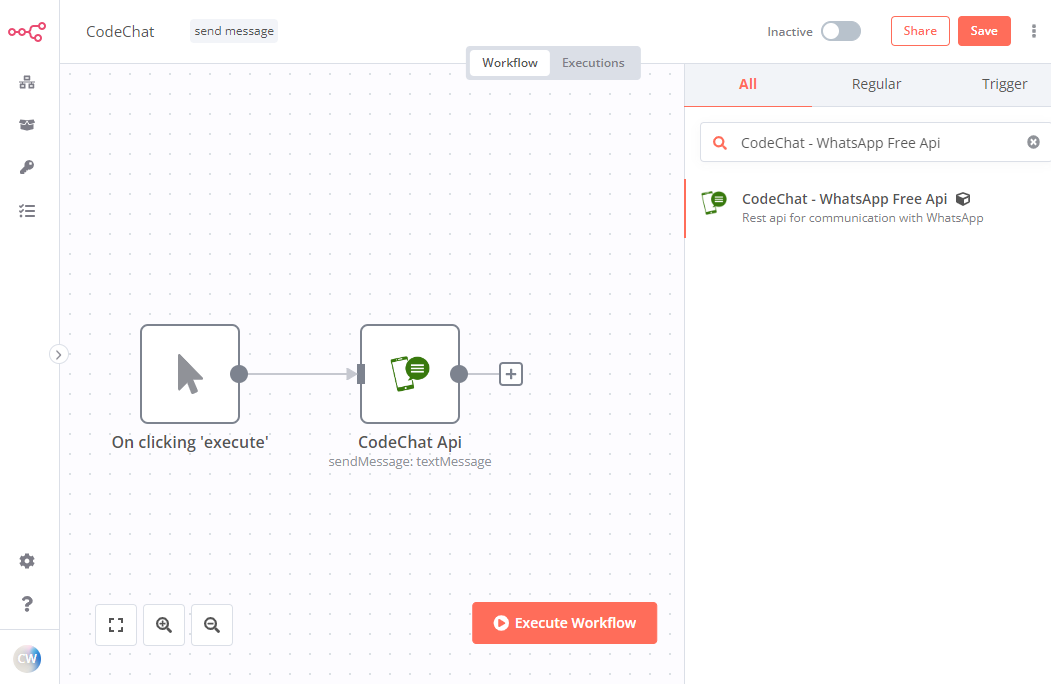 CodeChat
send message
Inactive
Share
Save
Workflow
Executions
All
Regular
Trigger
CodeChat - WhatsApp Free Api
CodeChat - WhatsApp Free Api
Rest api for communication with WhatsApp
On clicking 'execute'
CodeChat Api
sendMessage: textMessage
Execute Workflow
CW